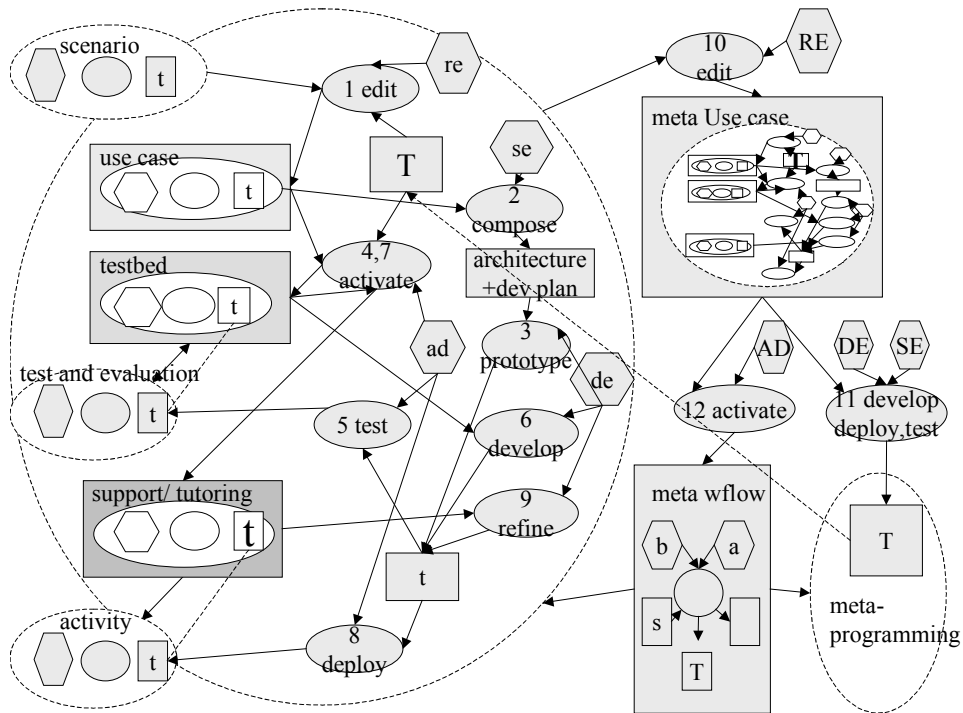 scenario
t
1 edit
re
10
edit
RE
meta Use case
T
use case
t
T
se
2
compose
testbed
t
4,7
activate
architecture
+dev plan
ad
3
prototype
de
test and evaluation
t
5 test
6
develop
AD
DE
SE
12 activate
11 develop
deploy,test
support/ tutoring
t
9
refine
meta wflow
b
a
s
T
T
meta-
programming
t
activity
t
8
deploy